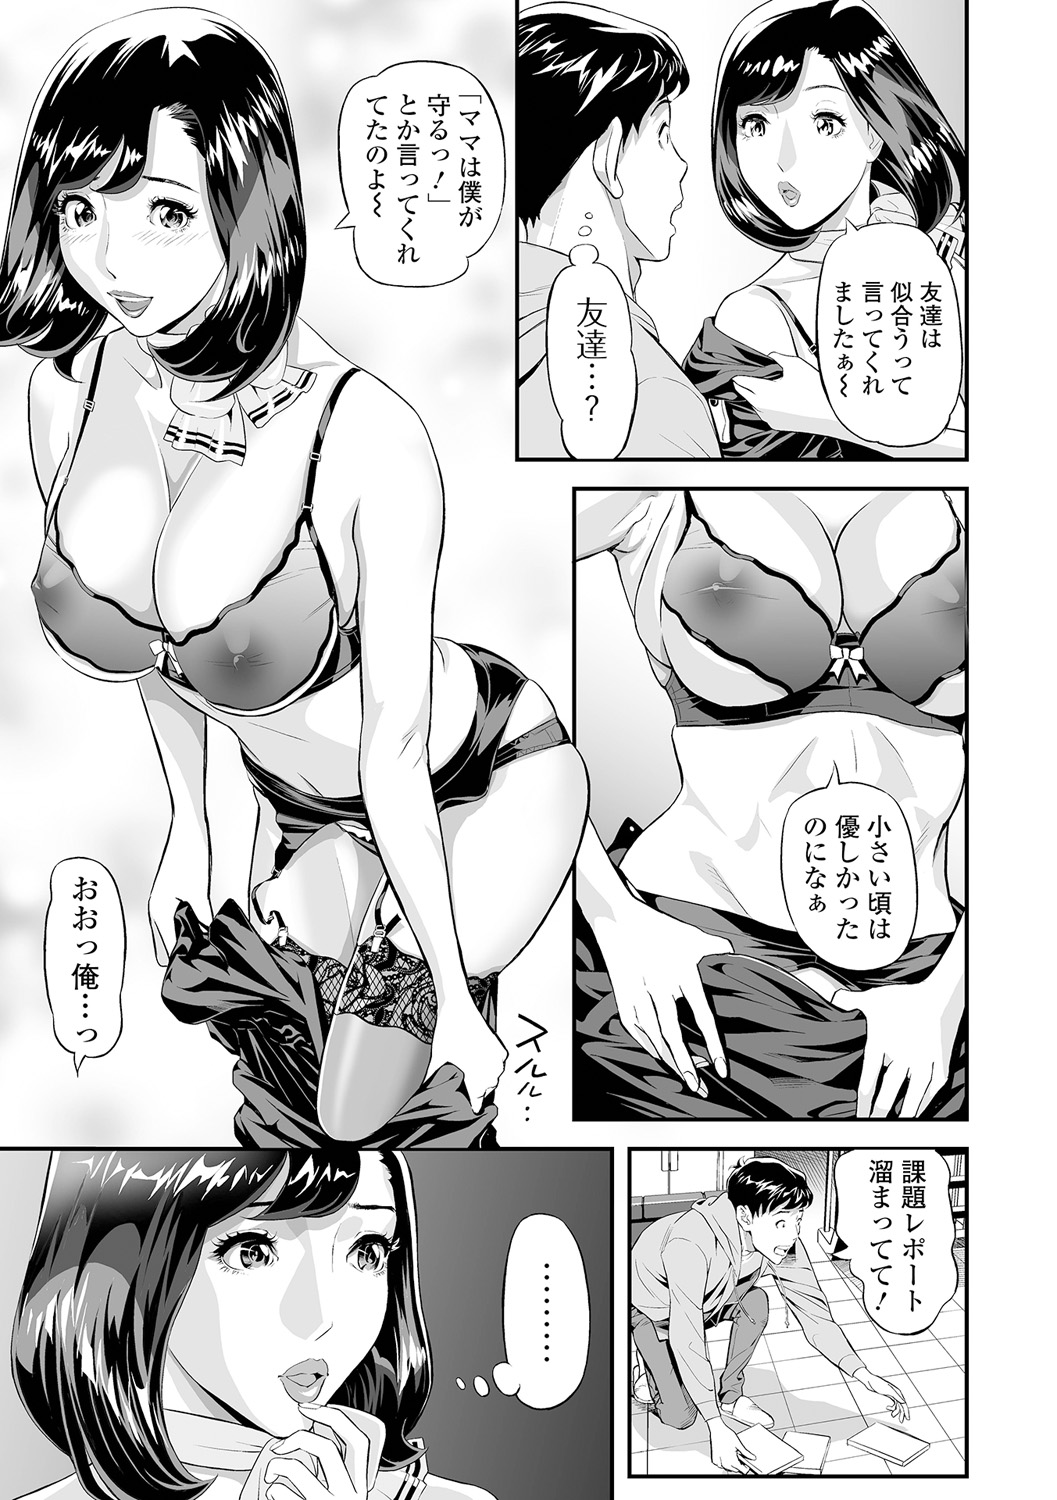 友達は
似合うって
言ってくれ
ましたぁ〜
友達…?
小さい頃は
優しかった
のになぁ
「ママは僕が
守るっ！」
とか言ってくれ
てたのよ〜
スルル…
おおっ俺…っ
課題レポート
溜まってて！
………